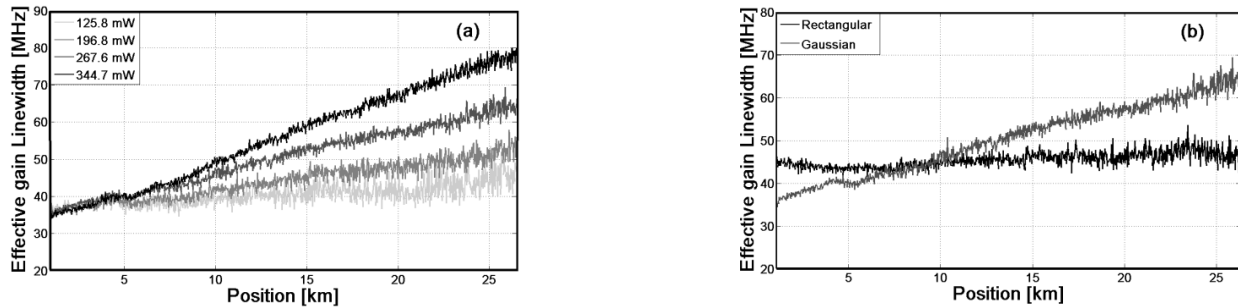 (a)
125.8 mW
196.8 mW
267.6 mW
344.7 mW
Effective gain Linewidth [MHz]
90
80
70
60
50
40
30
20
5
10
15
20
25
Position [km]
(b)
Rectangular
Gaussian
Effective gain Linewidth [MHz]
80
70
60
50
40
30
20
5
10
15
20
25
Position [km]